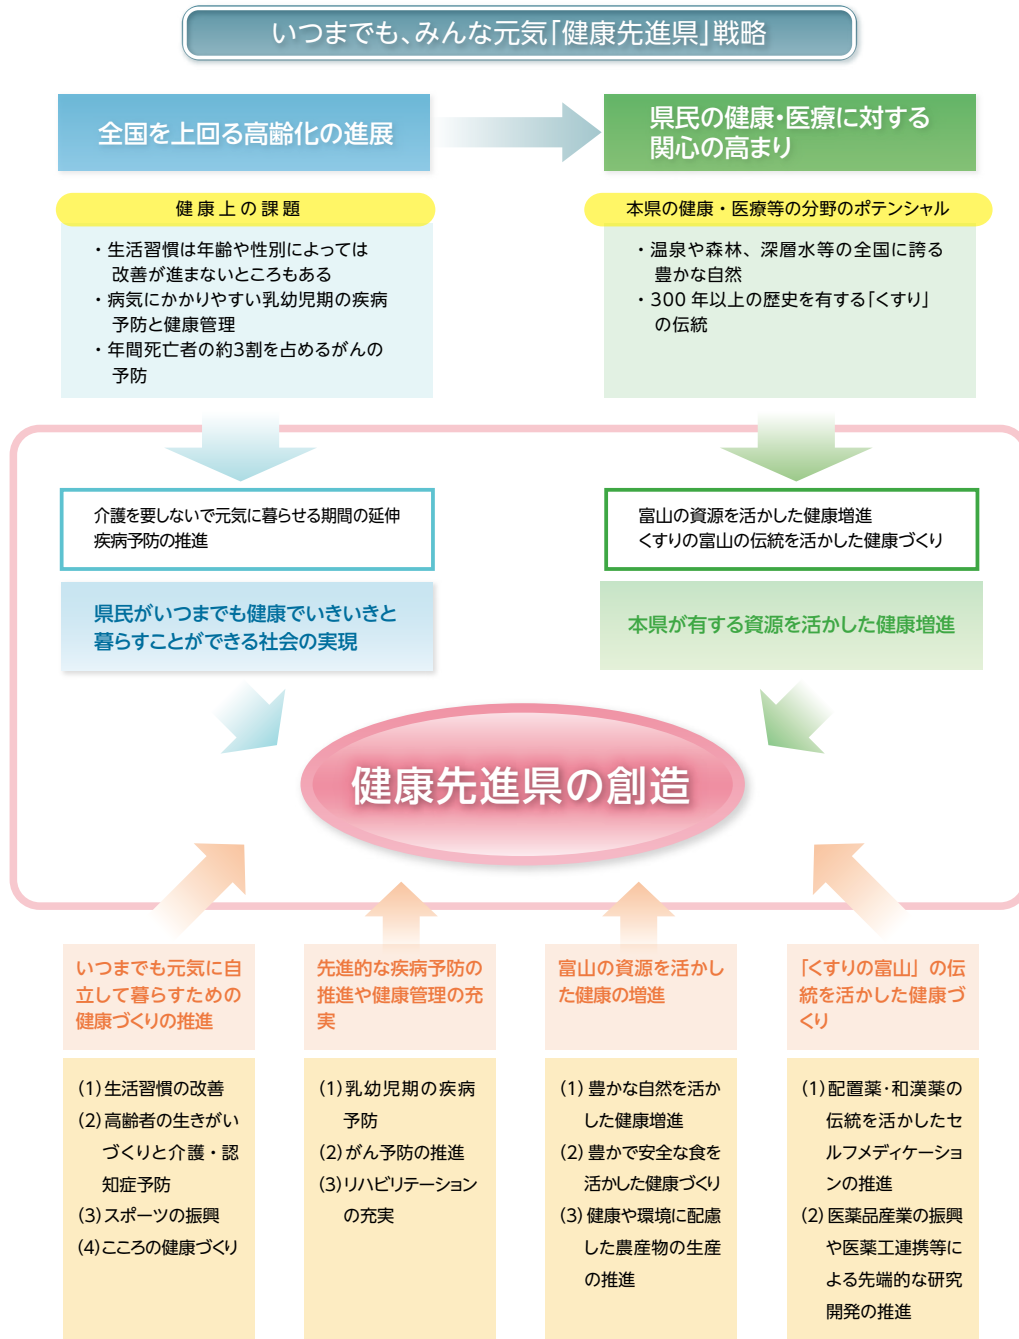 いつまでも、みんな元気「健康先進県」戦略
全国を上回る高齢化の進展
県民の健康・医療に対する
関心の高まり
健康上の課題
・生活習慣は年齢や性別によっては
改善が進まないところもある
・病気にかかりやすい乳幼児期の疾病
予防と健康管理
・年間死亡者の約3割を占めるがんの
予防
本県の健康・医療等の分野のポテンシャル
・温泉や森林、深層水等の全国に誇る
豊かな自然
・300年以上の歴史を有する「くすり」
の伝統
介護を要しないで元気に暮らせる期間の延伸
疾病予防の推進
富山の資源を活かした健康増進
くすりの富山の伝統を活かした健康づくり
県民がいつまでも健康でいきいきと
暮らすことができる社会の実現
本県が有する資源を活かした健康増進
健康先進県の創造
いつまでも元気に自
立して暮らすための
健康づくりの推進
(1)生活習慣の改善
(2)高齢者の生きがい
づくりと介護・認
知症予防
(3)スポーツの振興
(4)こころの健康づくり
先進的な疾病予防の
推進や健康管理の充
実
(1)乳幼児期の疾病
予防
(2)がん予防の推進
(3)リハビリテーション
の充実
富山の資源を活かし
た健康の増進
(1)豊かな自然を活か
した健康増進
(2)豊かで安全な食を
活かした健康づくり
(3)健康や環境に配慮
した農産物の生産
の推進
「くすりの富山」の伝
統を活かした健康づ
くり
(1)配置薬・和漢薬の
伝統を活かしたセ
ルフメディケーショ
ンの推進
(2)医薬品産業の振興
や医薬工連携等に
よる先端的な研究
開発の推進